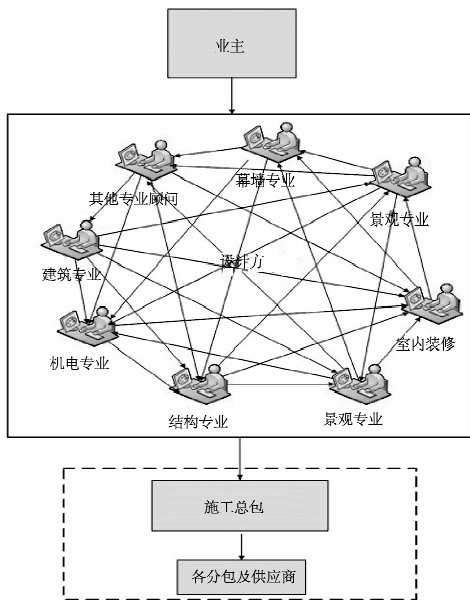 业主
幕墙专业
其他专业顾问
景观专业
设计方
建筑专业
室内装修
机电专业
结构专业
景观专业
施工总包
各分包及供应商